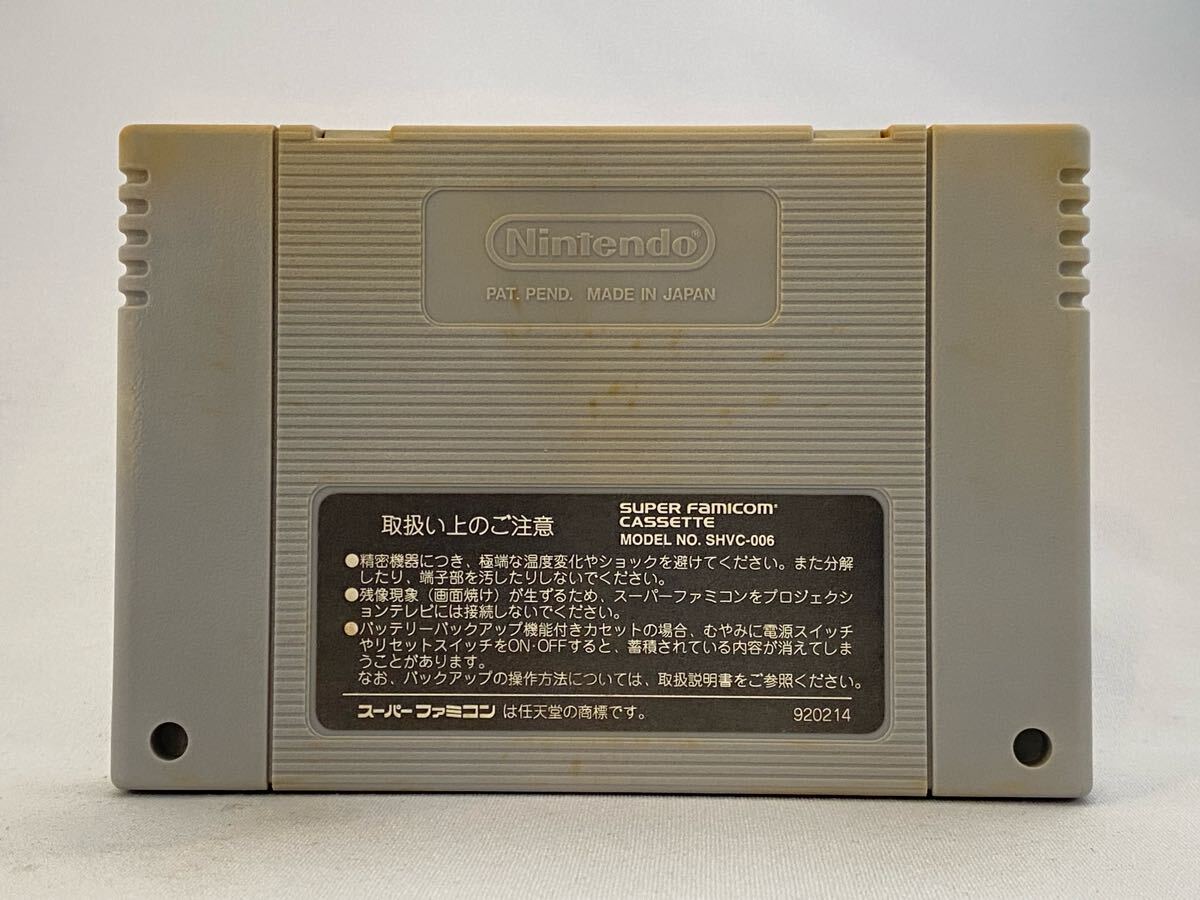 Nintendo®
PAT. PEND. MADE IN JAPAN
取扱い上のご注意
SUPER FAMICOM®
CASSETTE
MODEL NO. SHVC-006
●精密機器につき、極端な温度変化やショックを避けてください。また分解
したり、端子部を汚したりしないでください。
●残像現象（画面焼け）が生ずるため、スーパーファミコンをプロジェクシ
ョンテレビには接続しないでください。
●バッテリーバックアップ機能付きカセットの場合、むやみに電源スイッチ
やリセットスイッチをON·OFFすると、蓄積されている内容が消えてしま
うことがあります。
なお、バックアップの操作方法については、取扱説明書をご参照ください。
スーパーファミコン は任天堂の商標です。
920214